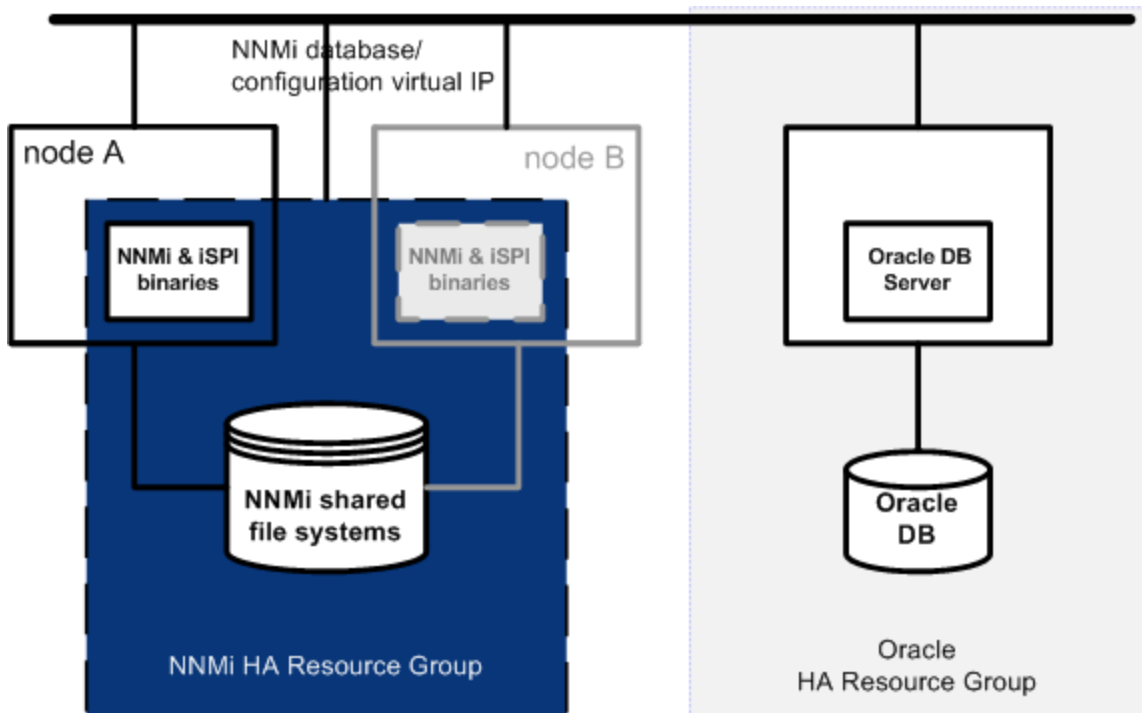 NNMi database/
configuration virtual IP
node A
node B
NNMi & iSPI
binaries
NNMi & iSPI
binaries
Oracle DB
Server
NNMi shared
file systems
Oracle
DB
NNMi HA Resource Group
Oracle
HA Resource Group